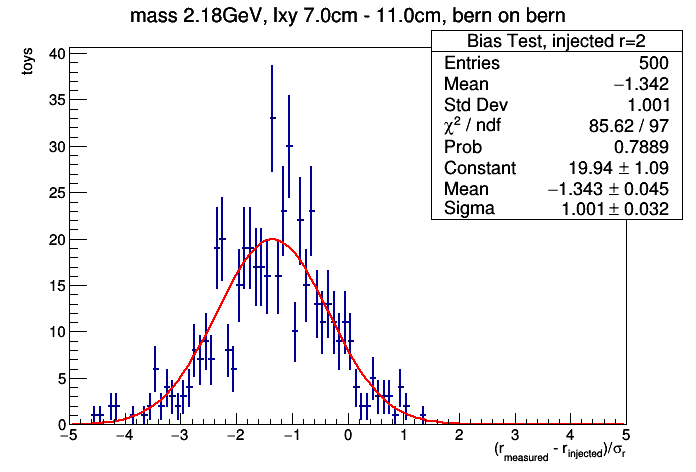 mass 2.18GeV, lxy 7.0cm - 11.0cm, bern on bern
Bias Test, injected r=2
Entries 500
Mean −1.342
Std Dev 1.001
χ² / ndf 85.62 / 97
Prob 0.7889
Constant 19.94 ± 1.09
Mean −1.343 ± 0.045
Sigma 1.001 ± 0.032
toys
40
35
30
25
20
15
10
5
0
−5 −4 −3 −2 −1 0 1 2 3 4 5
(r_measured - r_injected)/σ_r